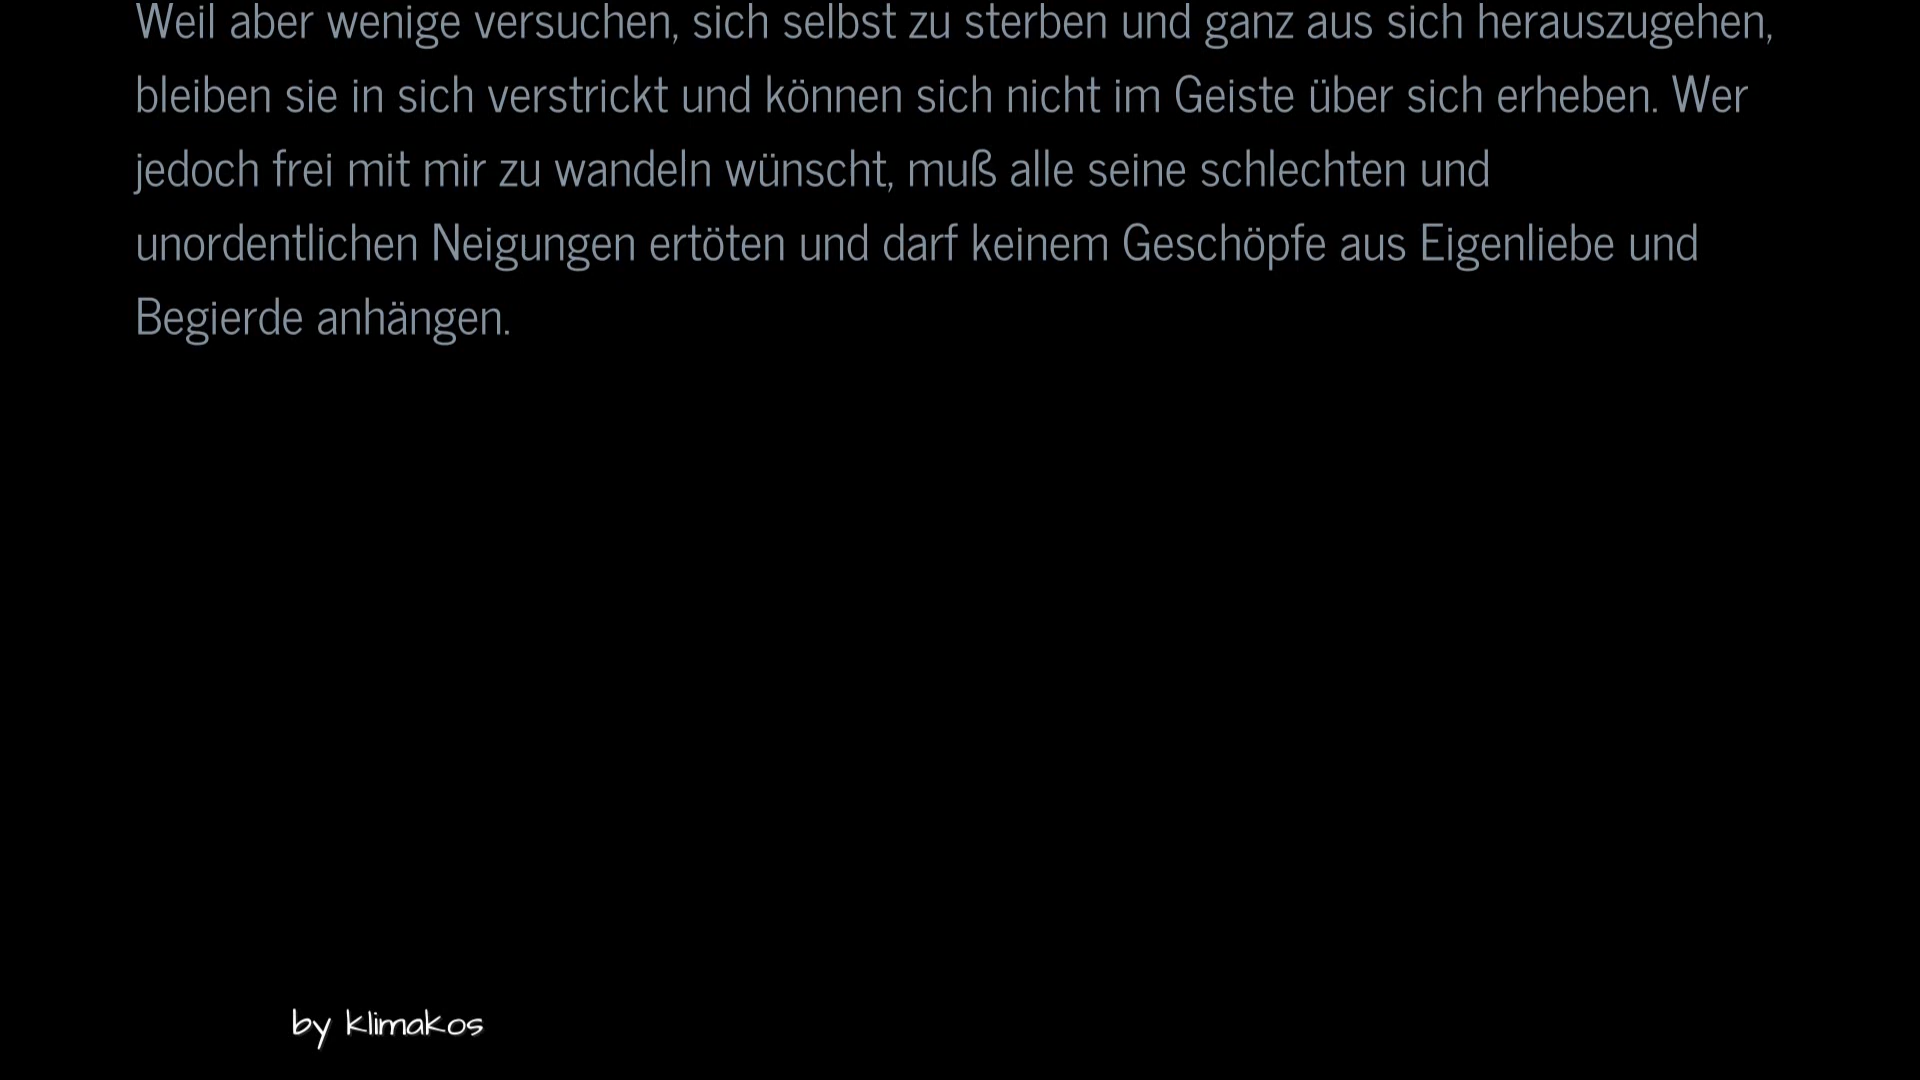 Weil aber wenige versuchen, sich selbst zu sterben und ganz aus sich herauszugehen,
bleiben sie in sich verstrickt und können sich nicht im Geiste über sich erheben. Wer
jedoch frei mit mir zu wandeln wünscht, muß alle seine schlechten und
unordentlichen Neigungen ertöten und darf keinem Geschöpfe aus Eigenliebe und
Begierde anhängen.
by klimakos